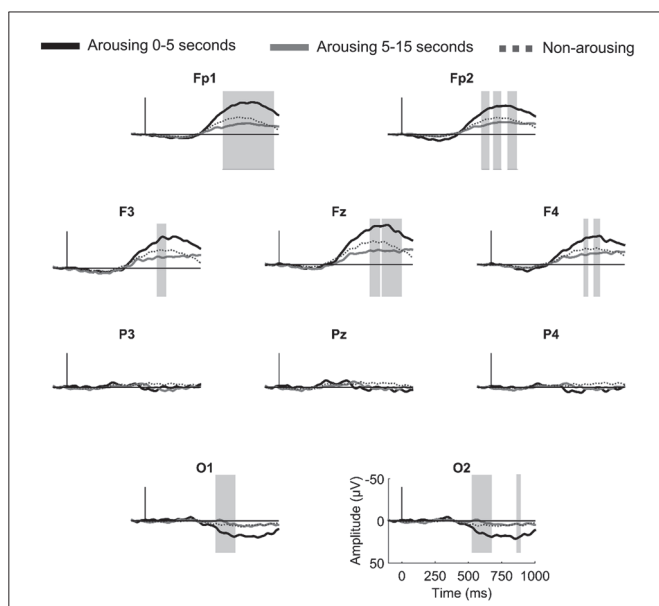 Arousing 0-5 seconds Arousing 5-15 seconds Non-arousing
Fp1 Fp2
F3 Fz F4
P3 Pz P4
O1 O2
-50
0
50
Amplitude (µV)
0 250 500 750 1000
Time (ms)